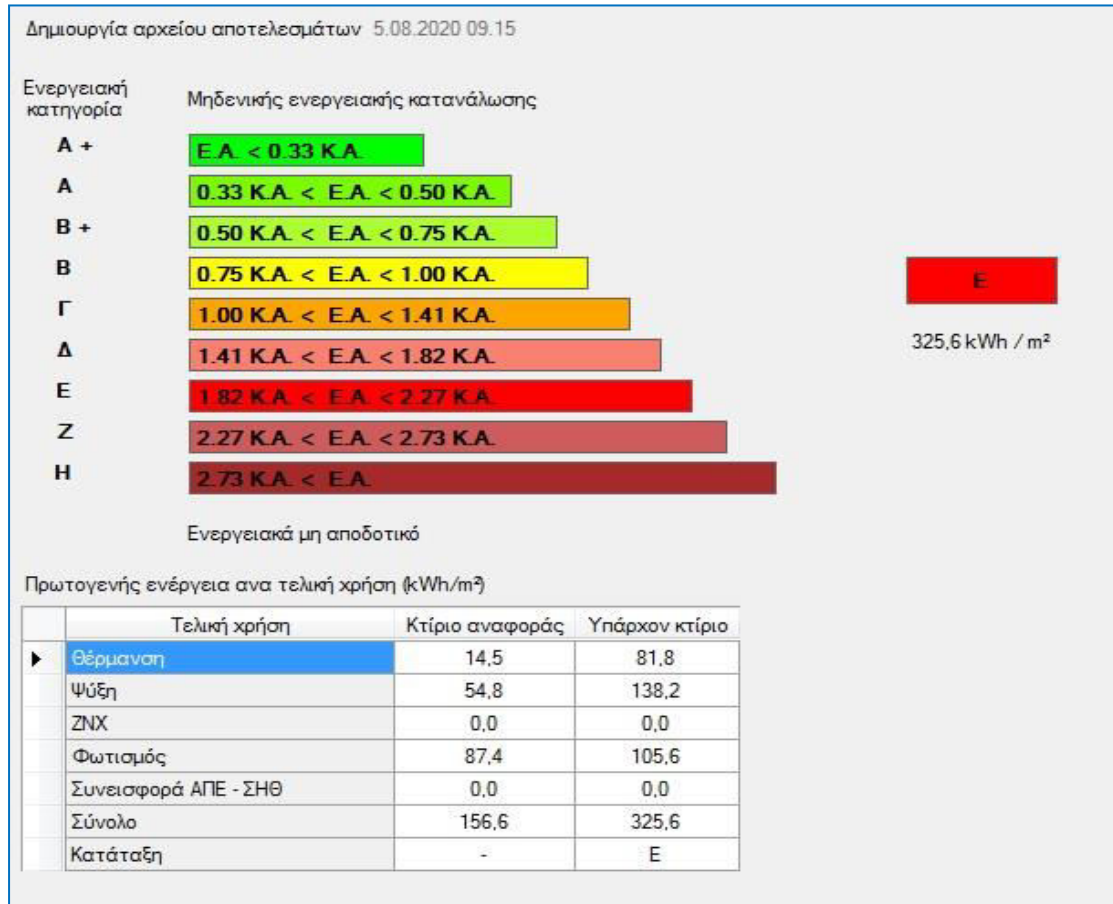 Δημιουργία αρχείου αποτελεσμάτων 5.08.2020 09.15
Ενεργειακή
κατηγορία
Μηδενικής ενεργειακής κατανάλωσης
A + Ε.Α. < 0.33 Κ.Α.
A 0.33 Κ.Α. < Ε.Α. < 0.50 Κ.Α.
B + 0.50 Κ.Α. < Ε.Α. < 0.75 Κ.Α.
B 0.75 Κ.Α. < Ε.Α. < 1.00 Κ.Α.
Γ 1.00 Κ.Α. < Ε.Α. < 1.41 Κ.Α.
Δ 1.41 Κ.Α. < Ε.Α. < 1.82 Κ.Α.
Ε 1.82 Κ.Α. < Ε.Α. < 2.27 Κ.Α.
Ζ 2.27 Κ.Α. < Ε.Α. < 2.73 Κ.Α.
Η 2.73 Κ.Α. < Ε.Α.
Ε
325,6 kWh / m²
Ενεργειακά μη αποδοτικό
Πρωτογενής ενέργεια ανα τελική χρήση (kWh/m²)
Τελική χρήση Κτίριο αναφοράς Υπάρχον κτίριο
Θέρμανση 14,5 81,8
Ψύξη 54,8 138,2
ΖΝΧ 0,0 0,0
Φωτισμός 87,4 105,6
Συνεισφορά ΑΠΕ - ΣΗΘ 0,0 0,0
Σύνολο 156,6 325,6
Κατάταξη - Ε